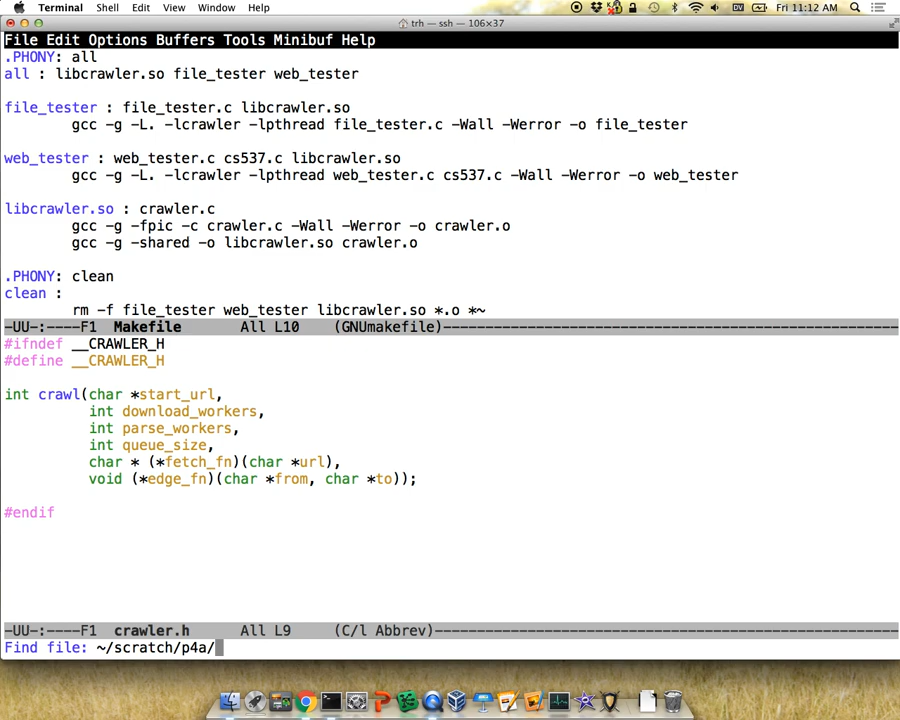 Terminal Shell Edit View Window Help DV Fri 11:12 AM
trh — ssh — 106×37
File Edit Options Buffers Tools Minibuf Help
.PHONY: all
all : libcrawler.so file_tester web_tester
file_tester : file_tester.c libcrawler.so
gcc -g -L. -lcrawler -lpthread file_tester.c -Wall -Werror -o file_tester
web_tester : web_tester.c cs537.c libcrawler.so
gcc -g -L. -lcrawler -lpthread web_tester.c cs537.c -Wall -Werror -o web_tester
libcrawler.so : crawler.c
gcc -g -fpic -c crawler.c -Wall -Werror -o crawler.o
gcc -g -shared -o libcrawler.so crawler.o
.PHONY: clean
clean :
rm -f file_tester web_tester libcrawler.so *.o *~
-UU-:----F1 Makefile All L10 (GNUmakefile)------------------------------------------------------
#ifndef __CRAWLER_H
#define __CRAWLER_H
int crawl(char *start_url,
int download_workers,
int parse_workers,
int queue_size,
char * (*fetch_fn)(char *url),
void (*edge_fn)(char *from, char *to));
#endif
-UU-:----F1 crawler.h All L9 (C/l Abbrev)-------------------------------------------------------
Find file: ~/scratch/p4a/